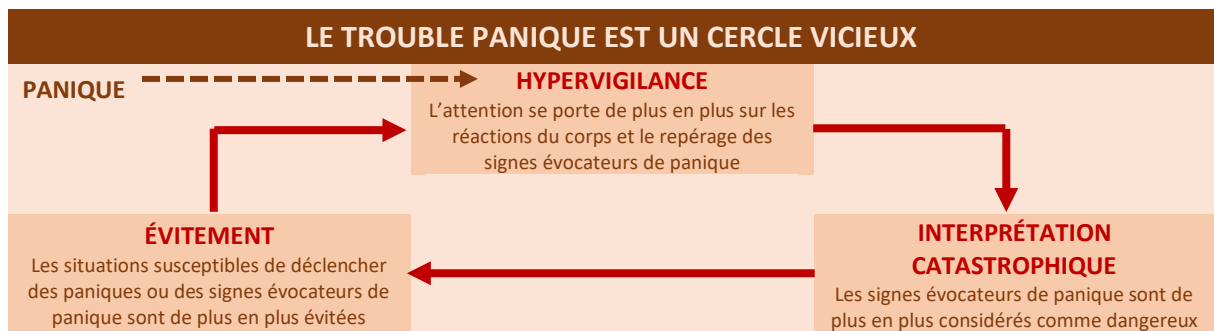 LE TROUBLE PANIQUE EST UN CERCLE VICIEUX
PANIQUE
HYPERVIGILANCE
L’attention se porte de plus en plus sur les
réactions du corps et le repérage des
signes évocateurs de panique
ÉVITEMENT
Les situations susceptibles de déclencher
des paniques ou des signes évocateurs de
panique sont de plus en plus évitées
INTERPRÉTATION
CATASTROPHIQUE
Les signes évocateurs de panique sont de
plus en plus considérés comme dangereux